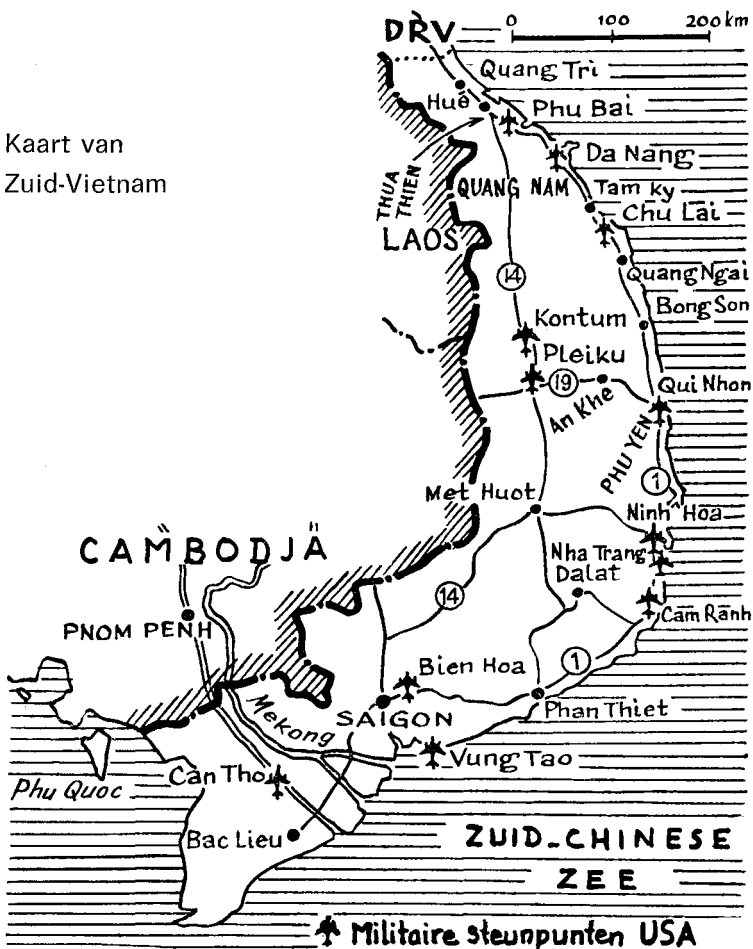 DRV
0 100 200 km
Quang Tri
Hué
Phu Bai
Kaart van
Zuid-Vietnam
Da Nang
THUA
THIEN
QUANG NAM
Tam ky
Chu Lai
LAOS
14
Quang Ngai
Bong Son
Kontum
Pleiku
19
An Khe
Qui Nhon
PHU YEN
1
Met Huot
Ninh Hoa
CAMBODJA
Nha Trang
Dalat
14
Cam Ranh
PNOM PENH
Bien Hoa
1
SAIGON
Phan Thiet
Mekong
Vung Tao
Can Tho
Phu Quoc
Bac Lieu
ZUID-CHINESE
ZEE
Militaire steunpunten USA